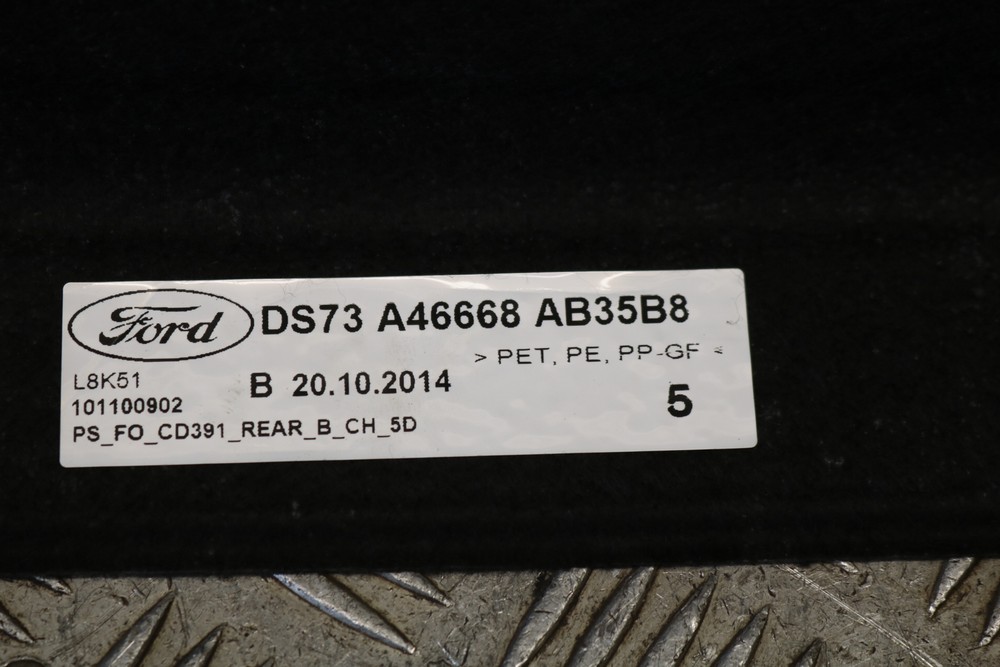 Ford DS73 A46668 AB35B8
> PET, PE, PP-GF <
L8K51
B 20.10.2014
101100902
5
PS_FO_CD391_REAR_B_CH_5D